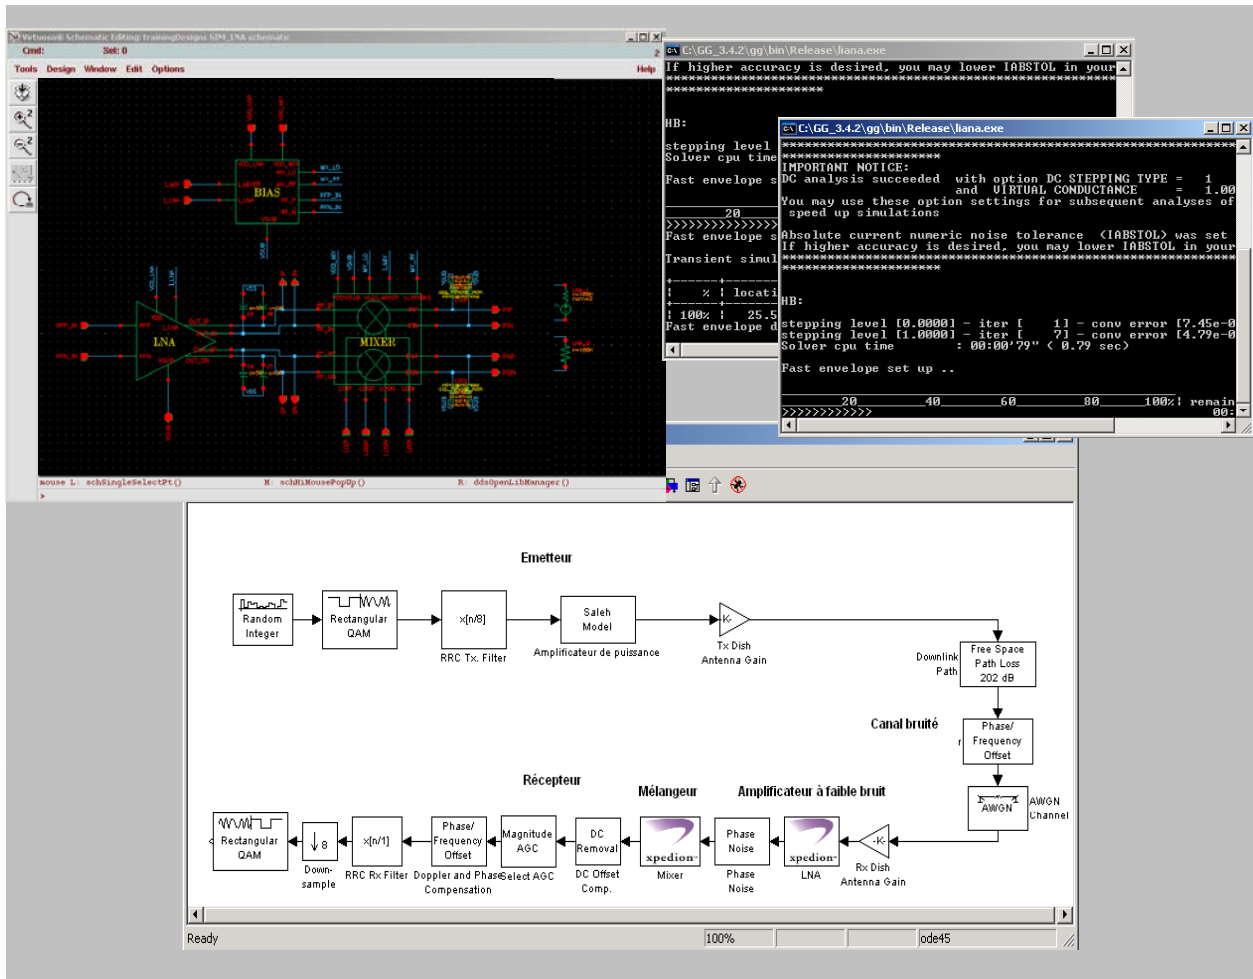 Virtuoso® Schematic Editing: trainingDesigns SIM_LNA schematic
Cmd: Sel: 0
2
Tools Design Window Edit Options Help
BIAS
LNA
MIXER
mouse L: schSingleSelectPt() M: schHiMousePopUp() R: ddsOpenLibManager()
>
C:\GG_3.4.2\gg\bin\Release\liana.exe
If higher accuracy is desired, you may lower IABSTOL in your
HB:
stepping level
Solver cpu time
Fast envelope s
20
>>>>>>>>>>>>>>>
Fast envelope s
Transient simul
% ¦ locati
¦ 100% ¦ 25.5
Fast envelope d
C:\GG_3.4.2\gg\bin\Release\liana.exe
IMPORTANT NOTICE:
DC analysis succeeded with option DC STEPPING TYPE = 1
and VIRTUAL CONDUCTANCE = 1.00
You may use these option settings for subsequent analyses of
speed up simulations
Absolute current numeric noise tolerance (IABSTOL) was set
If higher accuracy is desired, you may lower IABSTOL in your
HB:
stepping level [0.0000] - iter [ 1] - conv error [7.45e-0
stepping level [1.0000] - iter [ 7] - conv error [4.79e-0
Solver cpu time : 00:00'79" ( 0.79 sec)
Fast envelope set up ..
20 40 60 80 100%¦ remain
>>>>>>>>>>>> 00:
Emetteur
Random
Integer
Rectangular
QAM
x[n/8]
RRC Tx. Filter
Saleh
Model
Amplificateur de puissance
K-
Tx Dish
Antenna Gain
Downlink
Path
Free Space
Path Loss
202 dB
Canal bruité
Phase/
Frequency
Offset
AWGN
AWGN
Channel
Récepteur
Mélangeur
Amplificateur à faible bruit
Rectangular
QAM
8
Down-
sample
x[n/1]
RRC Rx Filter
Phase/
Frequency
Offset
Doppler and Phase
Compensation
Magnitude
AGC
Select AGC
DC
Removal
DC Offset
Comp.
xpedion
Mixer
Phase
Noise
Phase
Noise
xpedion
LNA
-K-
Rx Dish
Antenna Gain
Ready 100% ode45